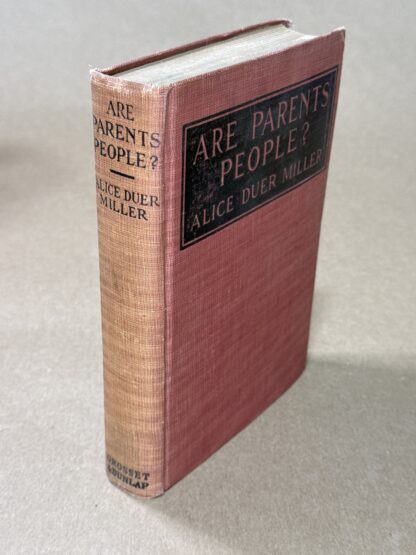 ARE
PARENTS
PEOPLE?
ALICE DUER
MILLER
GROSSET
& DUNLAP
ARE PARENTS
PEOPLE?
ALICE DUER MILLER